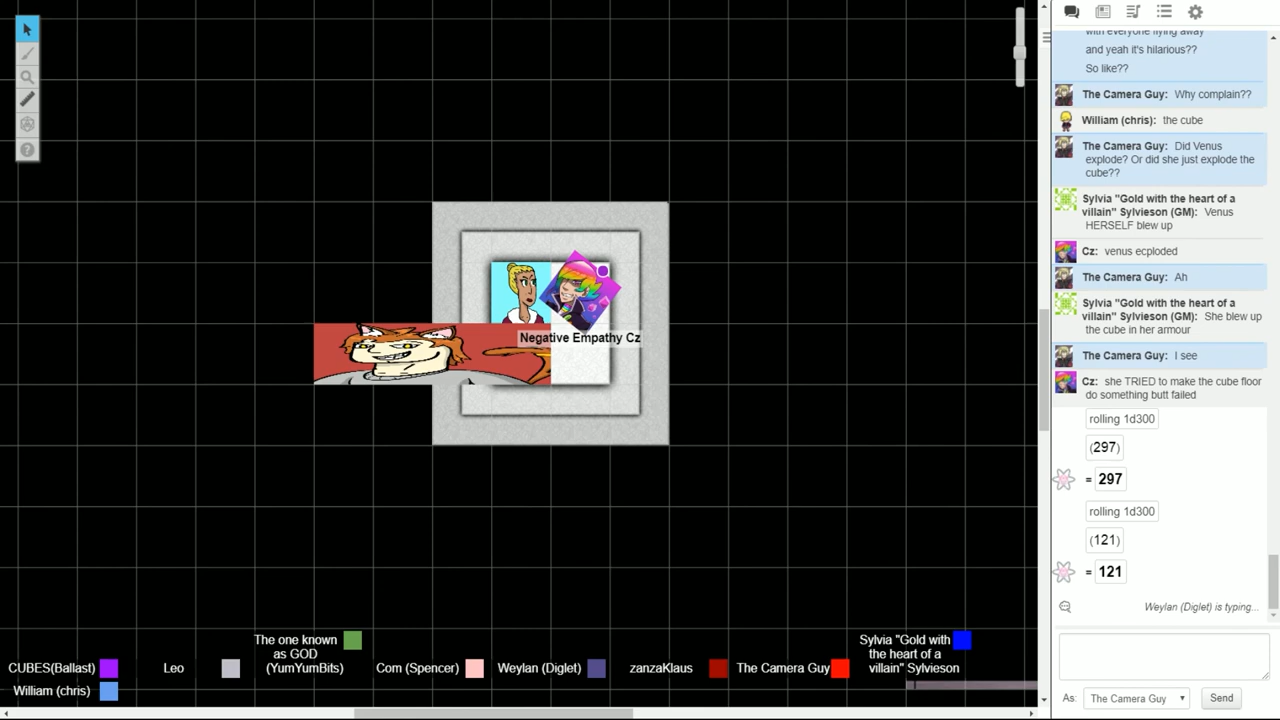 with everyone flying away
and yeah it's hilarious??
So like??
The Camera Guy: Why complain??
William (chris): the cube
The Camera Guy: Did Venus
explode? Or did she just explode the
cube??
Sylvia "Gold with the heart of a
villain" Sylvieson (GM): Venus
HERSELF blew up
Cz: venus ecploded
The Camera Guy: Ah
Sylvia "Gold with the heart of a
villain" Sylvieson (GM): She blew up
the cube in her armour
The Camera Guy: I see
Cz: she TRIED to make the cube floor
do something butt failed
rolling 1d300
(297)
= 297
rolling 1d300
(121)
= 121
Weylan (Diglet) is typing...
As: The Camera Guy
Send
Negative Empathy Cz
CUBES(Ballast)
Leo
The one known
as GOD
(YumYumBits)
Com (Spencer)
Weylan (Diglet)
zanzaKlaus
The Camera Guy
Sylvia "Gold with
the heart of a
villain" Sylvieson
William (chris)